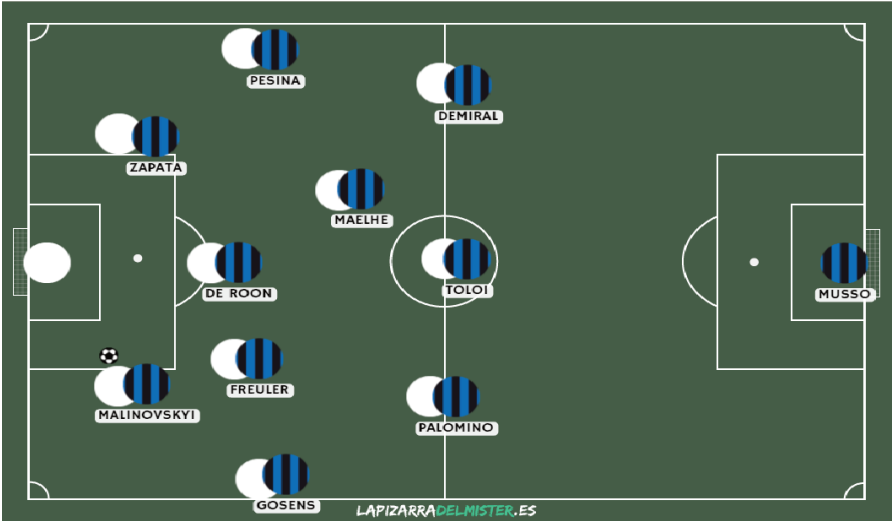 PESINA
DEMIRAL
ZAPATA
MAELHE
DE ROON
TOLOI
MUSSO
FREULER
MALINOVSKYI
PALOMINO
GOSENS
LAPIZARRADELMISTER.ES